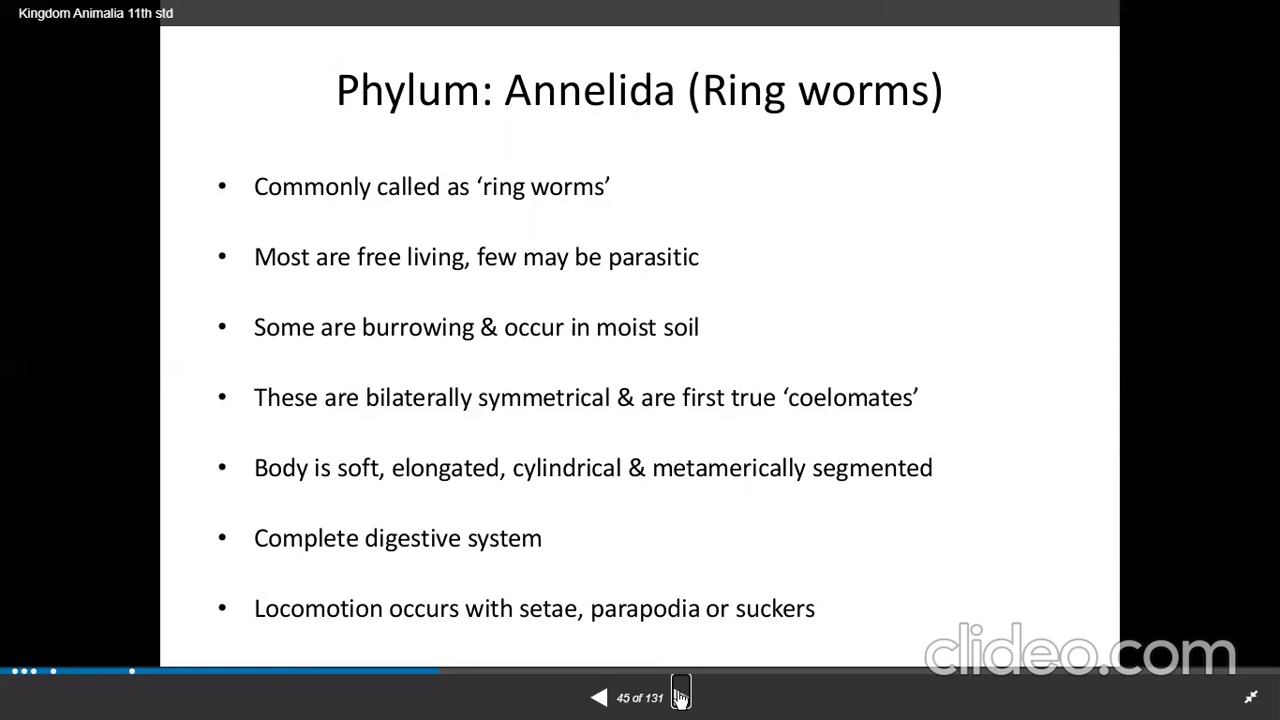 Kingdom Animalia 11th std
Phylum: Annelida (Ring worms)
• Commonly called as ‘ring worms’
• Most are free living, few may be parasitic
• Some are burrowing & occur in moist soil
• These are bilaterally symmetrical & are first true ‘coelomates’
• Body is soft, elongated, cylindrical & metamerically segmented
• Complete digestive system
• Locomotion occurs with setae, parapodia or suckers
clideo.com
45 of 131